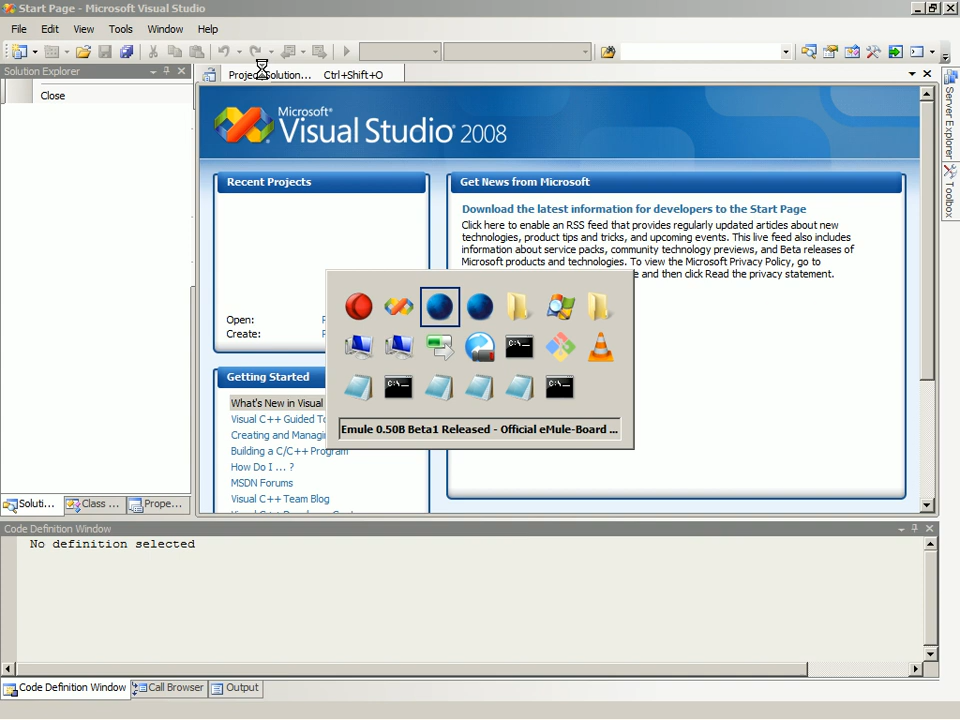 Start Page - Microsoft Visual Studio
File Edit View Tools Window Help
Solution Explorer
Project/Solution... Ctrl+Shift+O
Close
Microsoft®
Visual Studio® 2008
Recent Projects
Open:
Create:
Getting Started
What's New in Visual
Visual C++ Guided To
Creating and Managi
Building a C/C++ Program
How Do I ... ?
MSDN Forums
Visual C++ Team Blog
Get News from Microsoft
Download the latest information for developers to the Start Page
Click here to enable an RSS feed that provides regularly updated articles about new
technologies, product tips and tricks, and upcoming events. This live feed also includes
information about service packs, community technology previews, and Beta releases of
Microsoft products and technologies. To view the Microsoft Privacy Policy, go to
e and then click Read the privacy statement.
C:\_
C:\_
C:\_
Emule 0.50B Beta1 Released - Official eMule-Board ...
Server Explorer
Toolbox
Soluti... Class ... Prope...
Code Definition Window
No definition selected
Code Definition Window Call Browser Output